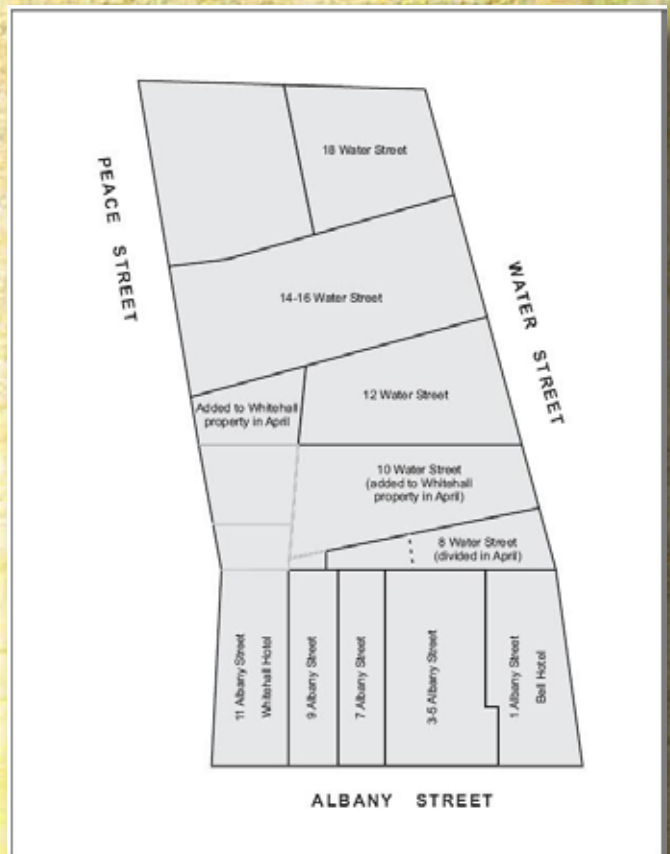 18 Water Street
PEACE STREET
WATER STREET
14-16 Water Street
12 Water Street
Added to Whitehall
property in April
10 Water Street
(added to Whitehall
property in April)
8 Water Street
(divided in April)
11 Albany Street
Whitehall Hotel
9 Albany Street
7 Albany Street
3-5 Albany Street
1 Albany Street
Bell Hotel
ALBANY STREET